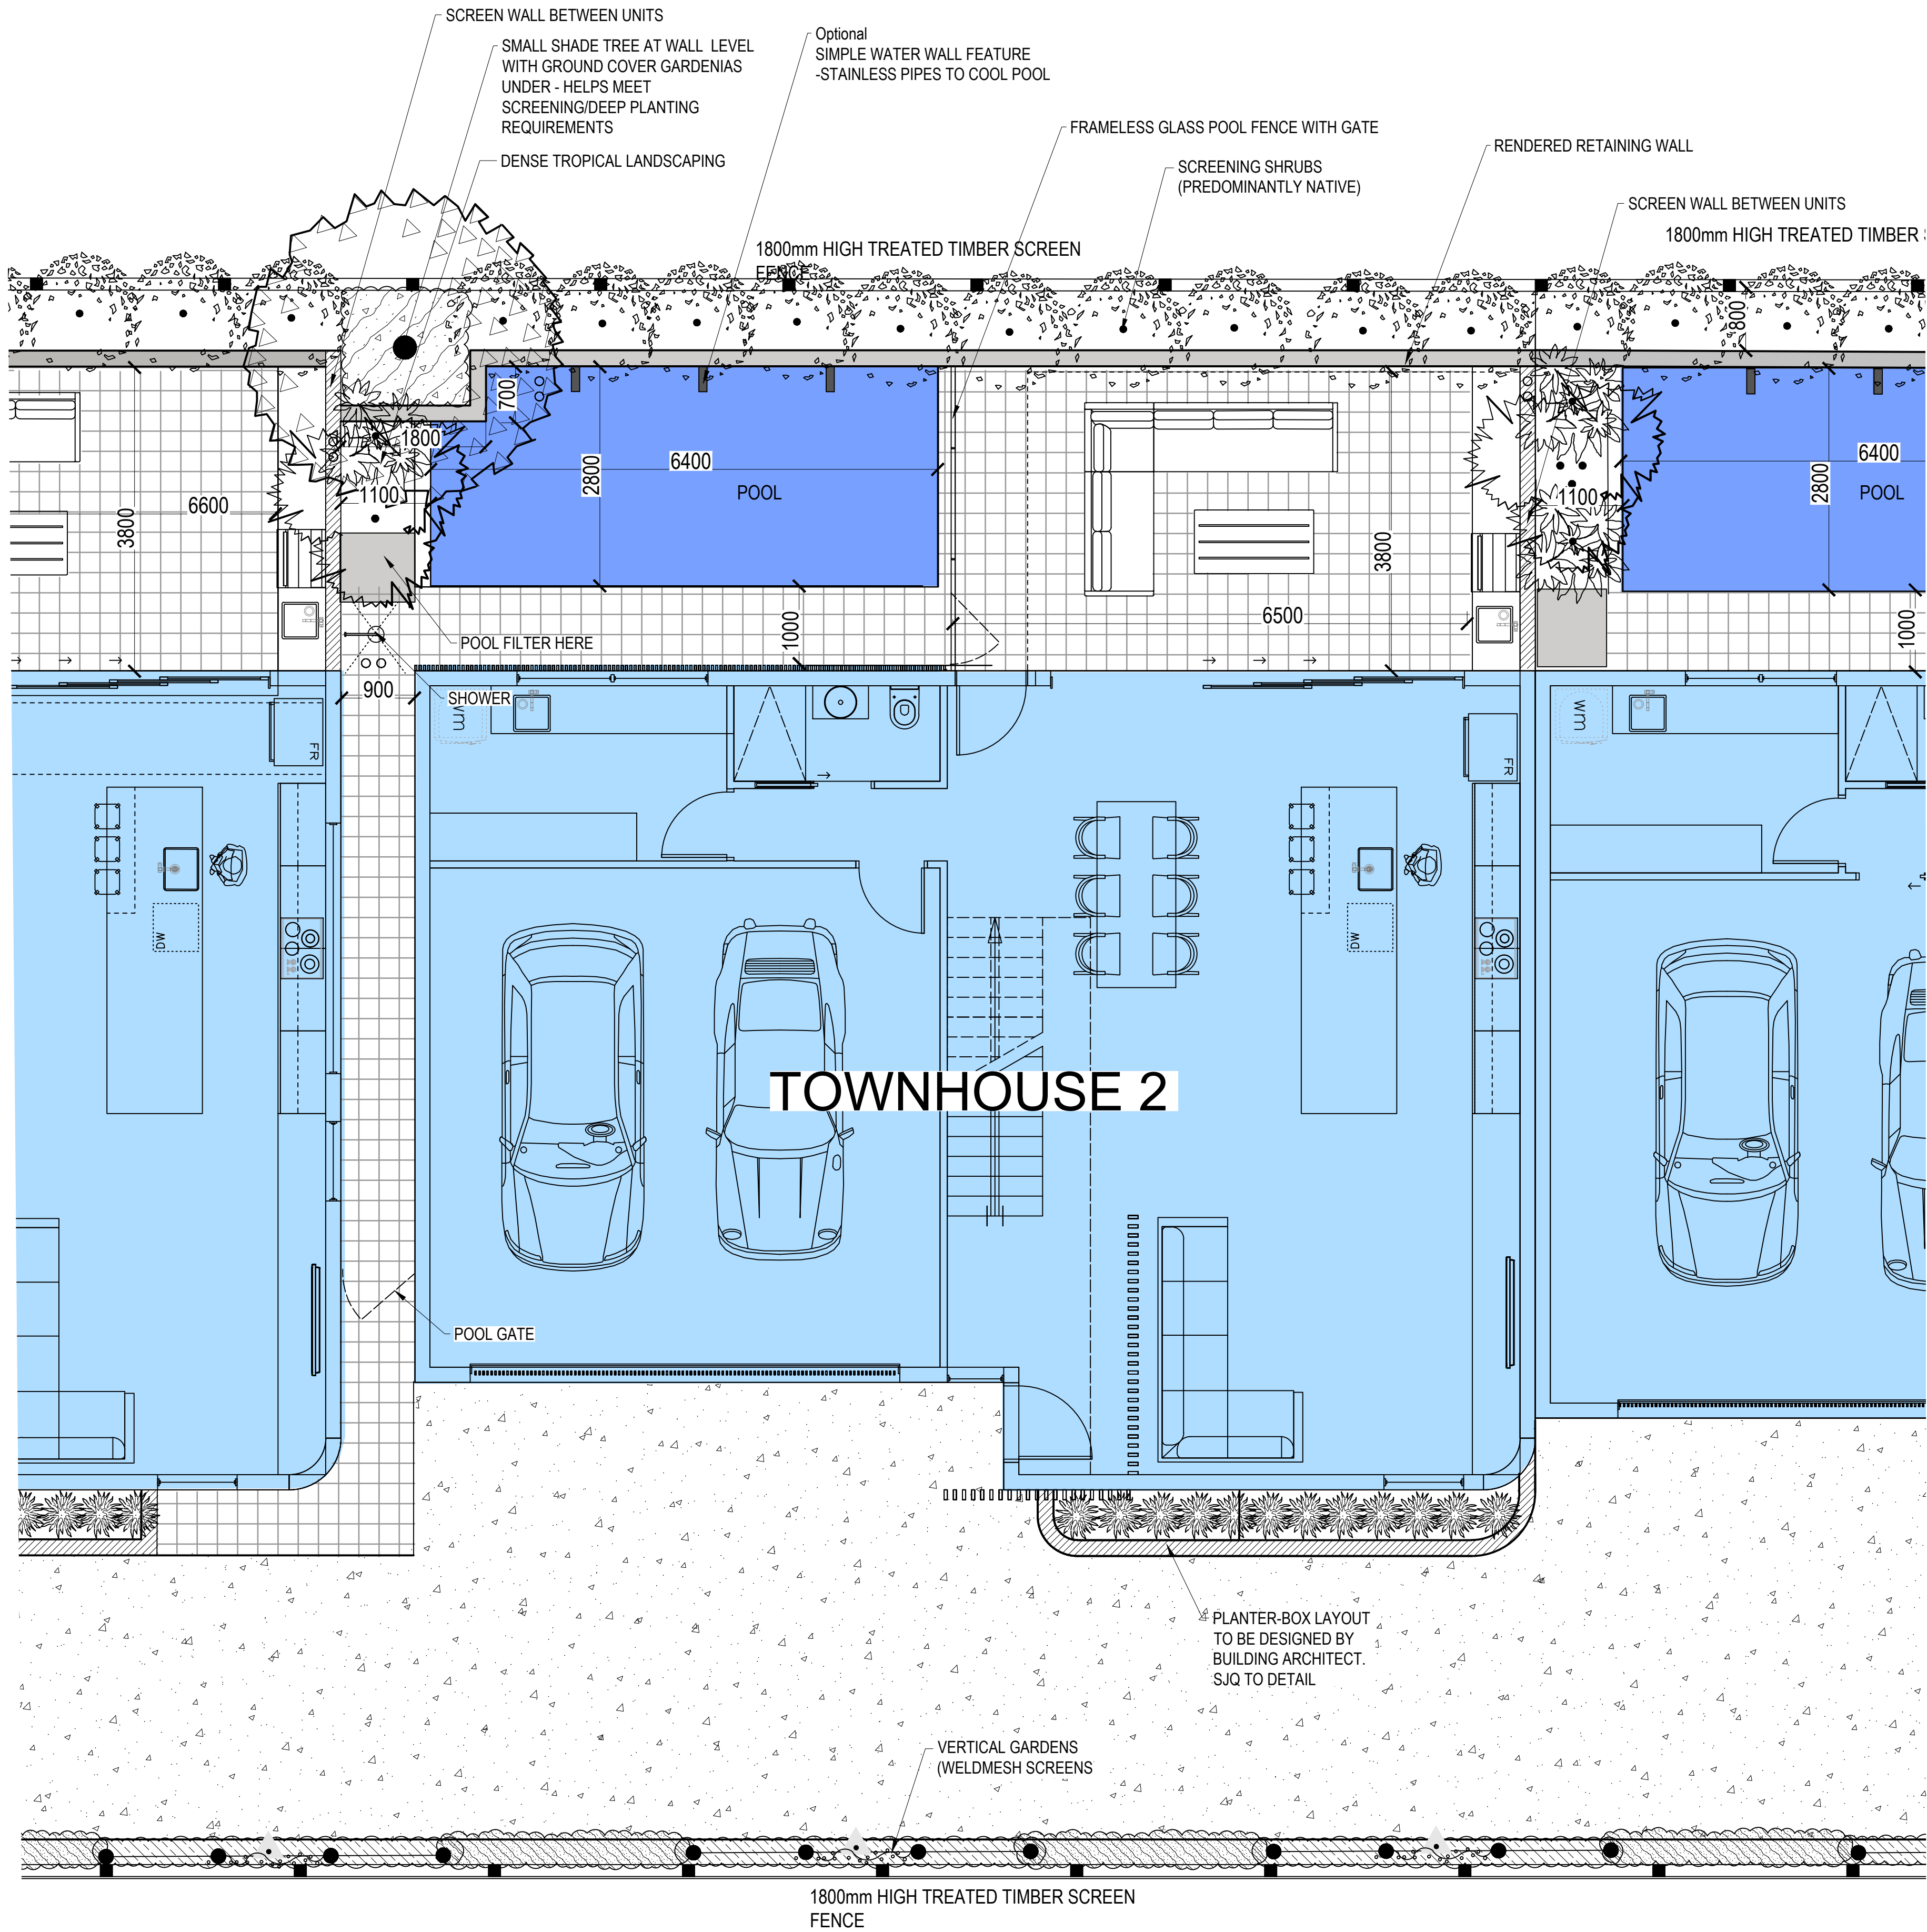 SCREEN WALL BETWEEN UNITS
SMALL SHADE TREE AT WALL LEVEL
WITH GROUND COVER GARDENIAS
UNDER - HELPS MEET
SCREENING/DEEP PLANTING
REQUIREMENTS
DENSE TROPICAL LANDSCAPING
Optional
SIMPLE WATER WALL FEATURE
-STAINLESS PIPES TO COOL POOL
FRAMELESS GLASS POOL FENCE WITH GATE
SCREENING SHRUBS
(PREDOMINANTLY NATIVE)
RENDERED RETAINING WALL
SCREEN WALL BETWEEN UNITS
1800mm HIGH TREATED TIMBER SCREEN
FENCE
1800mm HIGH TREATED TIMBER
800
700
1800
6400
2800
POOL
1100
6600
3800
3800
6500
1100
6400
2800
POOL
1000
1000
POOL FILTER HERE
900
SHOWER
wm
FR
FR
wm
DW
DW
TOWNHOUSE 2
POOL GATE
PLANTER-BOX LAYOUT
TO BE DESIGNED BY
BUILDING ARCHITECT.
SJQ TO DETAIL
VERTICAL GARDENS
(WELDMESH SCREENS
1800mm HIGH TREATED TIMBER SCREEN
FENCE